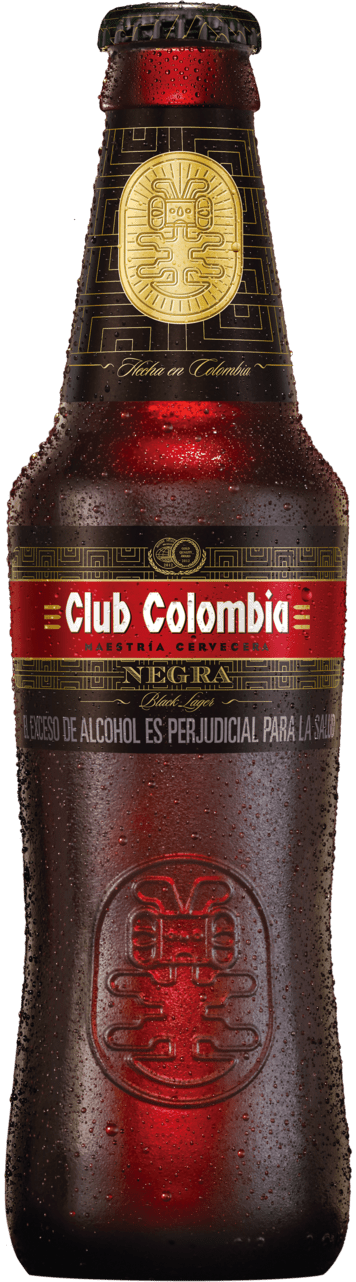 Hecha en Colombia
Club Colombia
MAESTRÍA CERVECERA
NEGRA
Black Lager
EL EXCESO DE ALCOHOL ES PERJUDICIAL PARA LA SALUD